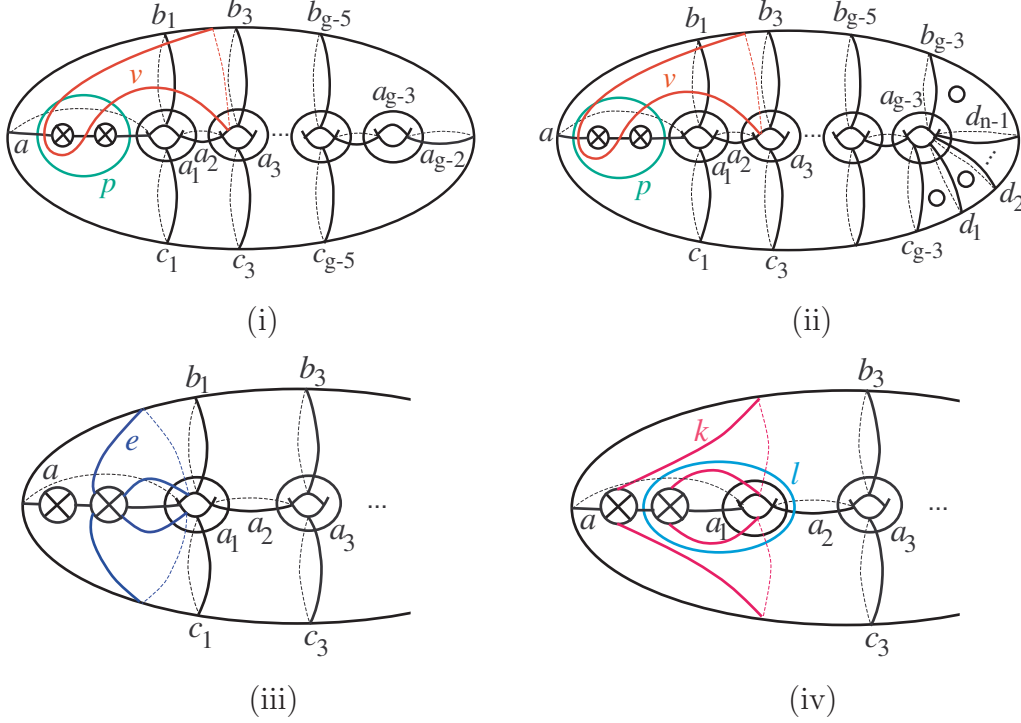 b1 b3 bg-5
v
ag-3
a a1 a2 a3 ... ag-2
p
c1 c3 cg-5
(i)
b1 b3 bg-5 bg-3
v
ag-3 dn-1
a a1 a2 a3 ... ...
p
d2
c1 c3 cg-3 d1
(ii)
b1 b3
e
a
a1 a2 a3 ...
c1 c3
(iii)
b3
k
l
a a1 a2 a3 ...
c3
(iv)